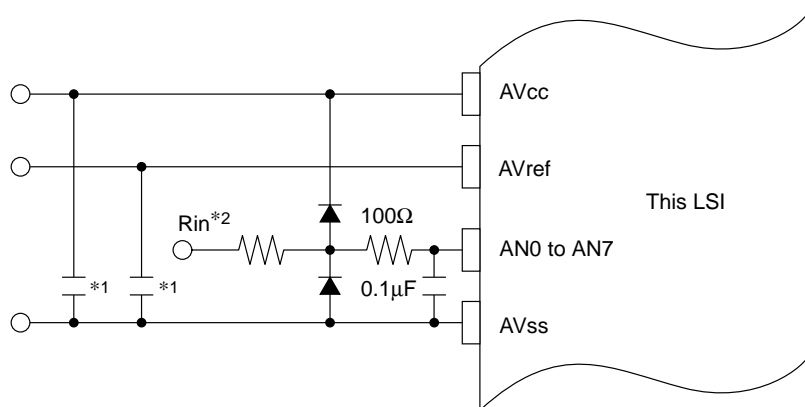 AVcc
AVref
This LSI
Rin*2
100Ω
AN0 to AN7
*1
*1
0.1μF
AVss